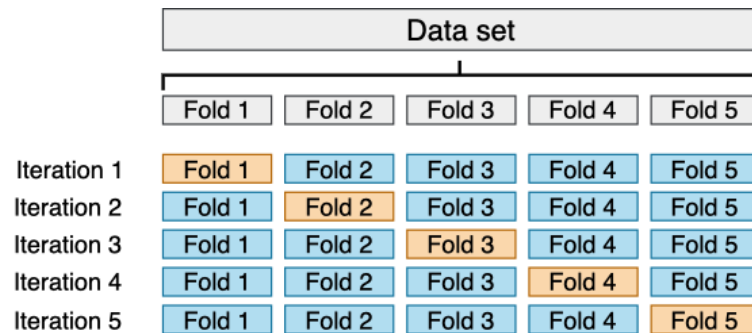 Data set
Fold 1 Fold 2 Fold 3 Fold 4 Fold 5
Iteration 1 Fold 1 Fold 2 Fold 3 Fold 4 Fold 5
Iteration 2 Fold 1 Fold 2 Fold 3 Fold 4 Fold 5
Iteration 3 Fold 1 Fold 2 Fold 3 Fold 4 Fold 5
Iteration 4 Fold 1 Fold 2 Fold 3 Fold 4 Fold 5
Iteration 5 Fold 1 Fold 2 Fold 3 Fold 4 Fold 5